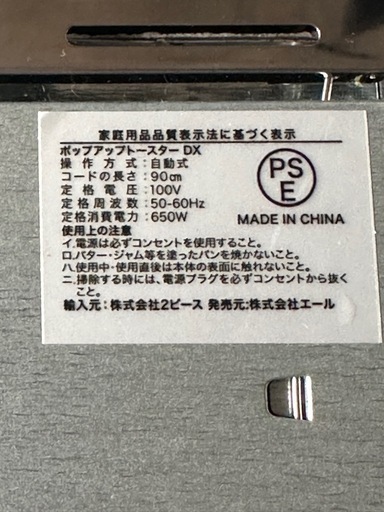 家庭用品品質表示法に基づく表示
ポップアップトースター DX
操作方式：自動式
コードの長さ：90㎝
定格電圧：100V
定格周波数：50-60Hz
定格消費電力：650W
PS
E
MADE IN CHINA
使用上の注意
イ.電源は必ずコンセントを使用すること。
ロ.バター・ジャム等を塗ったパンを焼かないこと。
ハ.使用中・使用直後は本体の表面に触れないこと。
ニ.掃除する時には、電源プラグを必ずコンセントから抜く
こと。
輸入元：株式会社2ピース 発売元：株式会社エール